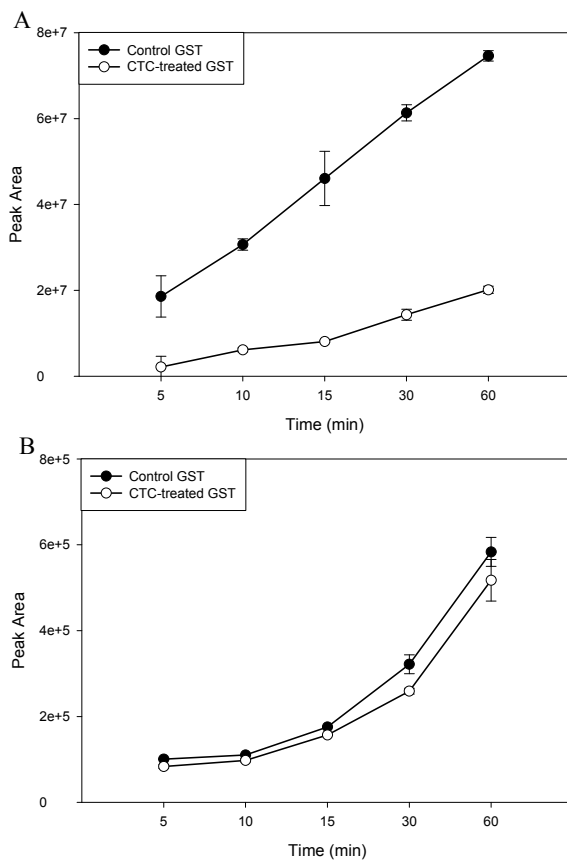 A
8e+7
Control GST
CTC-treated GST
6e+7
Peak Area
4e+7
2e+7
0
5 10 15 30 60
Time (min)
B
8e+5
Control GST
CTC-treated GST
6e+5
Peak Area
4e+5
2e+5
0
5 10 15 30 60
Time (min)